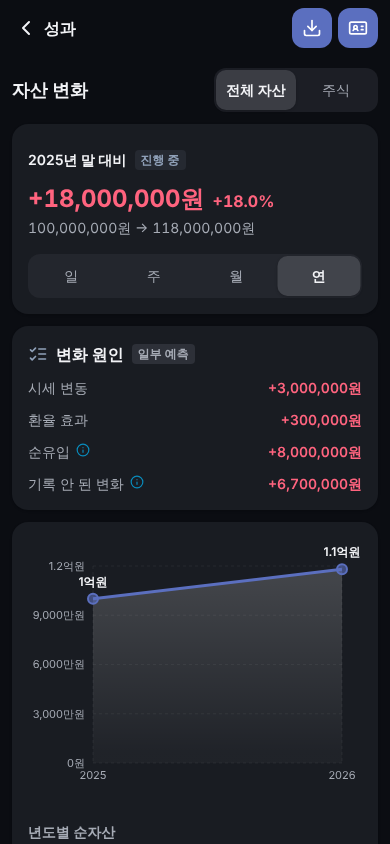 성과
자산 변화
전체 자산
주식
2025년 말 대비 진행 중
+18,000,000원 +18.0%
100,000,000원 → 118,000,000원
일 주 월 연
변화 원인 일부 예측
시세 변동 +3,000,000원
환율 효과 +300,000원
순유입 +8,000,000원
기록 안 된 변화 +6,700,000원
1.1억원
1.2억원
1억원
9,000만원
6,000만원
3,000만원
0원
2025 2026
년도별 순자산